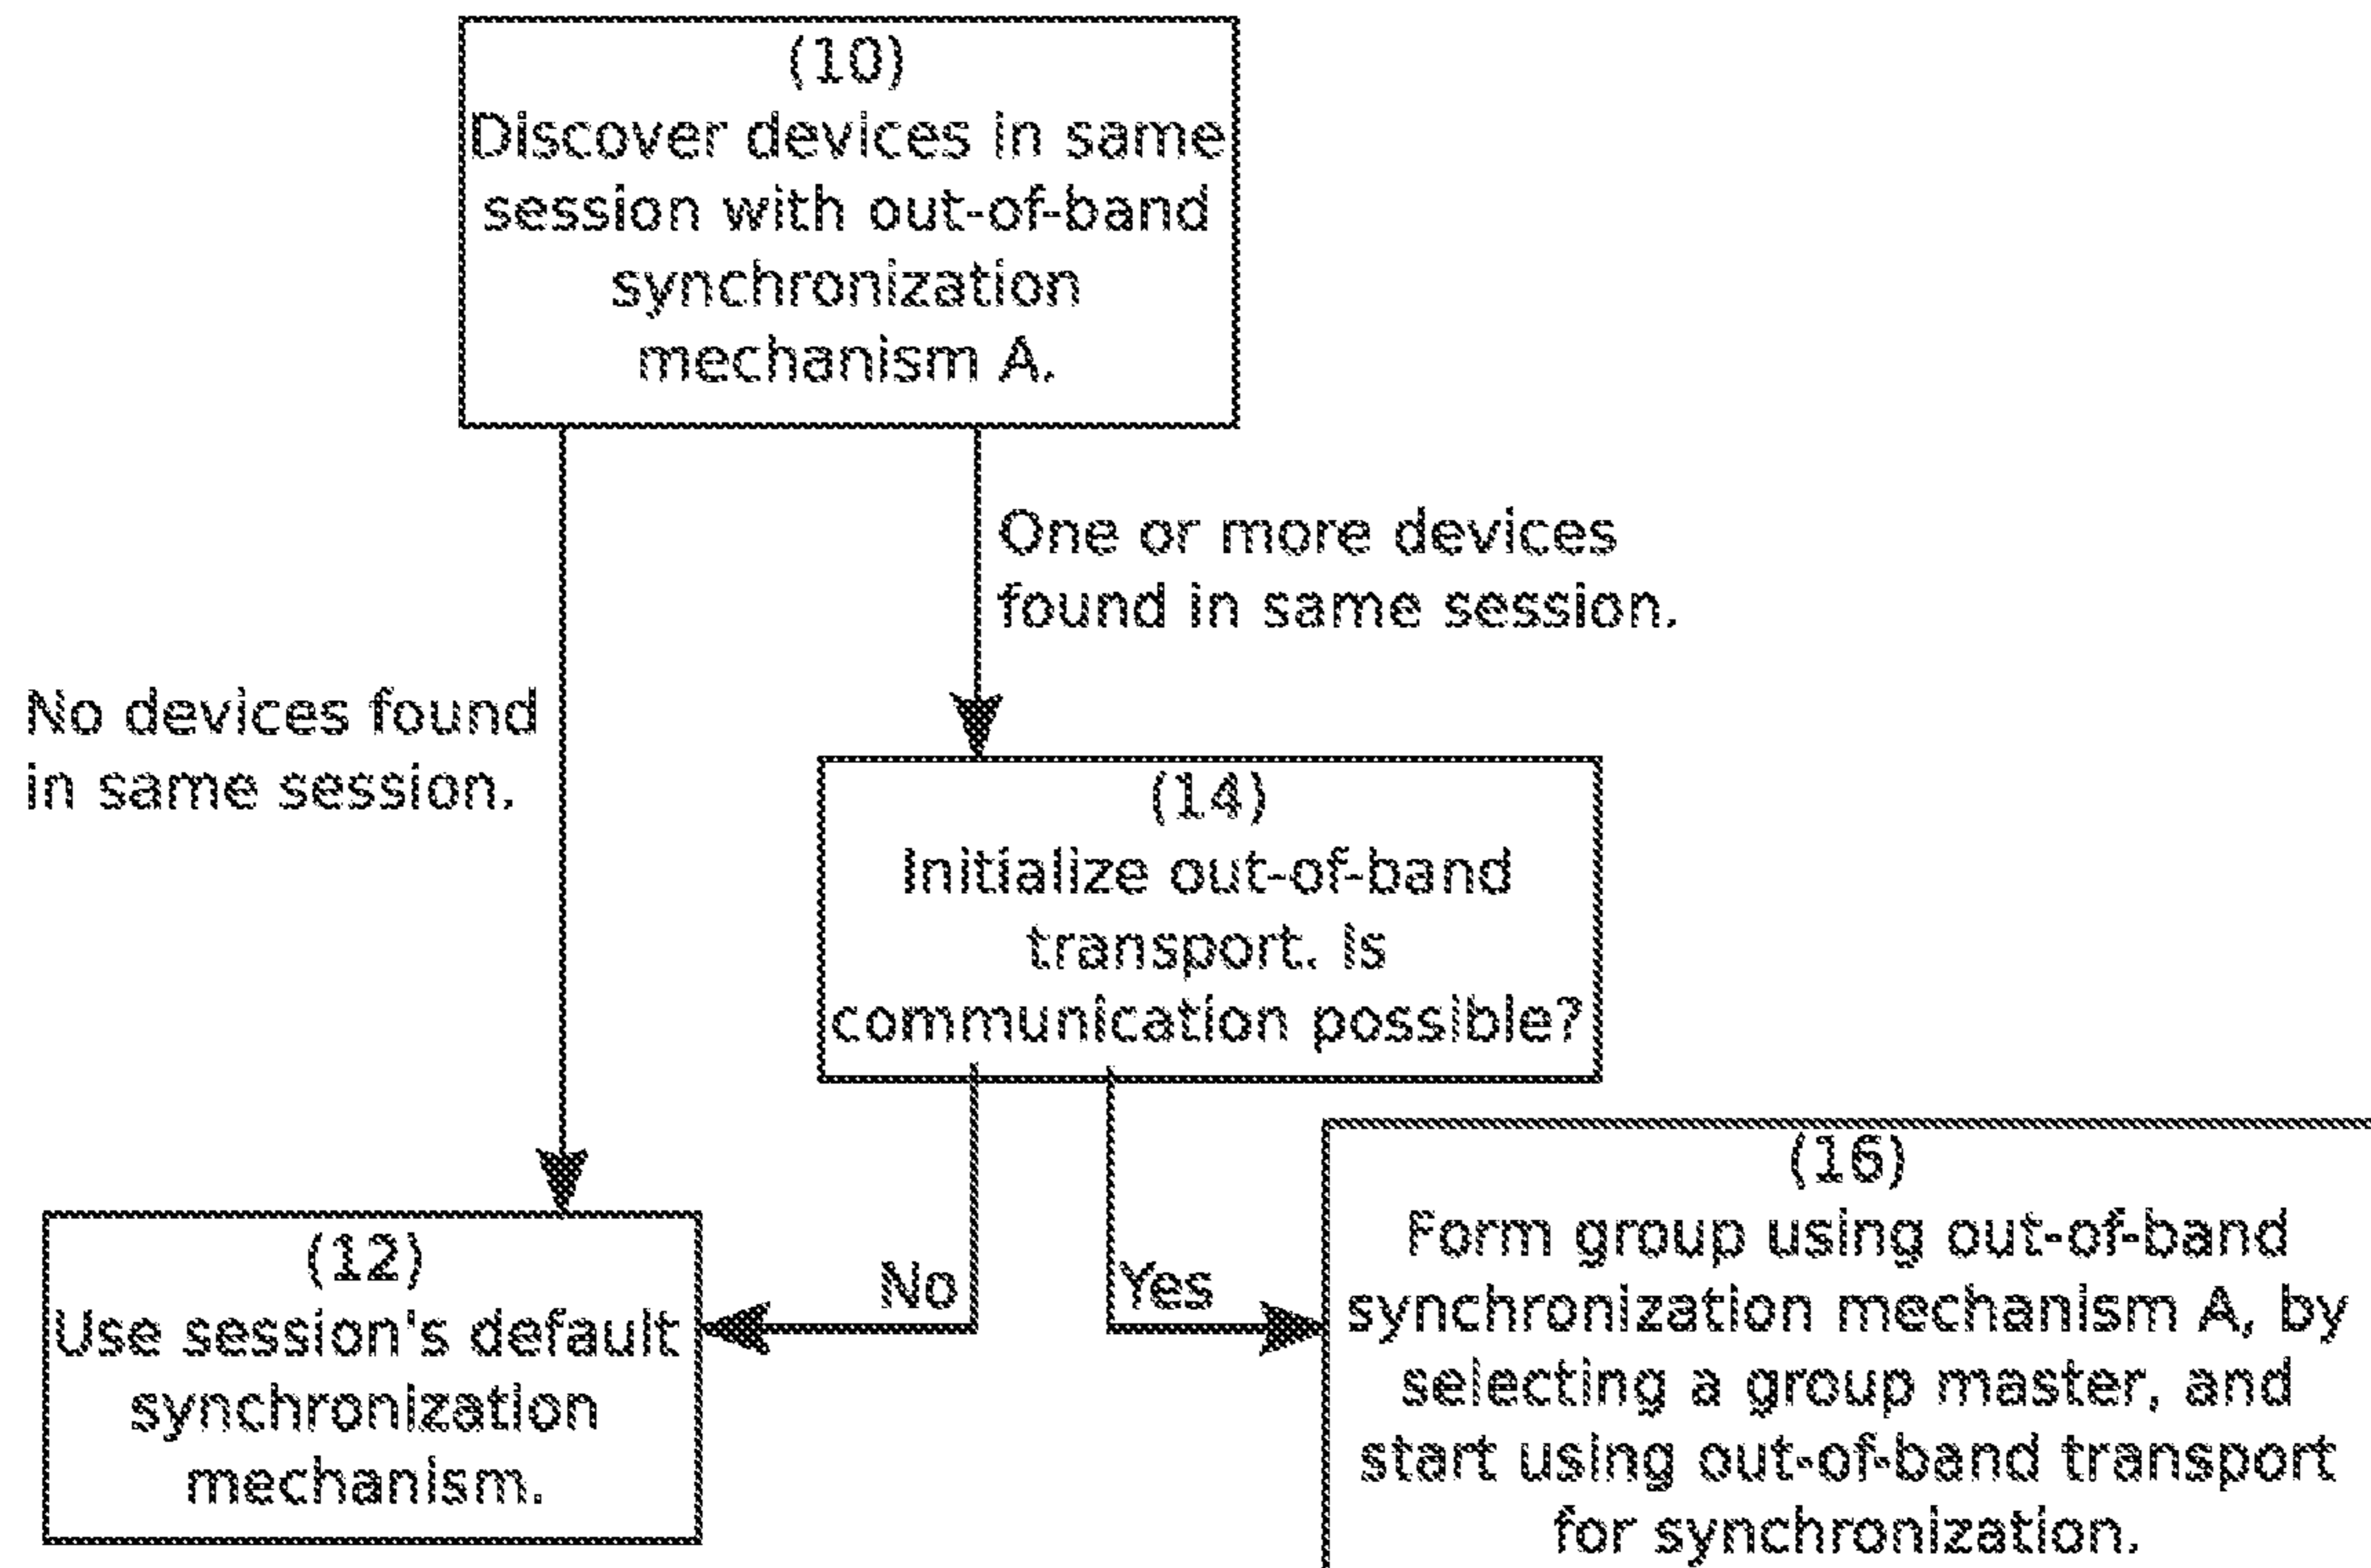 (10)
Discover devices in same
session with out-of-band
synchronization
mechanism A.
One or more devices
found in same session.
No devices found
in same session.
(14)
Initialize out-of-band
transport. Is
communication possible?
No
Yes
(12)
Use session's default
synchronization
mechanism.
(16)
Form group using out-of-band
synchronization mechanism A, by
selecting a group master, and
start using out-of-band transport
for synchronization.